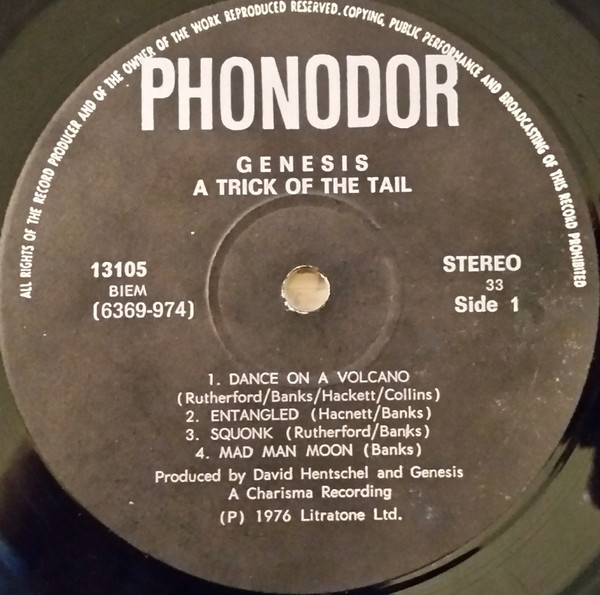 ALL RIGHTS OF THE RECORD PRODUCER AND OF THE OWNER OF THE WORK REPRODUCED RESERVED. COPYING, PUBLIC PERFORMANCE AND BROADCASTING OF THIS RECORD PROHIBITED
PHONODOR
GENESIS
A TRICK OF THE TAIL
13105
BIEM
(6369-974)
STEREO
33
Side 1
1. DANCE ON A VOLCANO
(Rutherford/Banks/Hackett/Collins)
2. ENTANGLED (Hacnett/Banks)
3. SQUONK (Rutherford/Banks)
4. MAD MAN MOON (Banks)
Produced by David Hentschel and Genesis
A Charisma Recording
(P) 1976 Litratone Ltd.